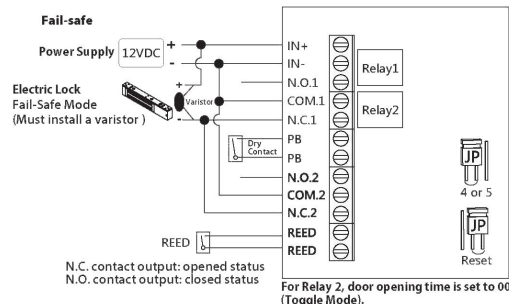 Fail-safe
Power Supply 12VDC + -
Electric Lock
Fail-Safe Mode
(Must install a varistor )
+
Varistor
-
IN+
IN-
N.O.1
COM.1
N.C.1
PB
PB
N.O.2
COM.2
N.C.2
REED
REED
Relay1
Relay2
Dry
Contact
REED
JP
4 or 5
JP
Reset
N.C. contact output: opened status
N.O. contact output: closed status
For Relay 2, door opening time is set to 00
(Toggle Mode).